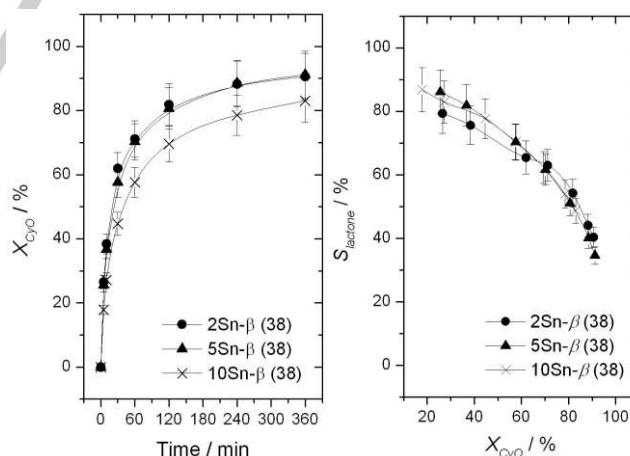 100
80
60
40
20
0
X_CyO / %
2Sn-β (38)
5Sn-β (38)
10Sn-β (38)
0 60 120 180 240 300 360
Time / min
100
80
60
40
20
0
S_lactone / %
2Sn-β (38)
5Sn-β (38)
10Sn-β (38)
20 40 60 80 100
X_CyO / %